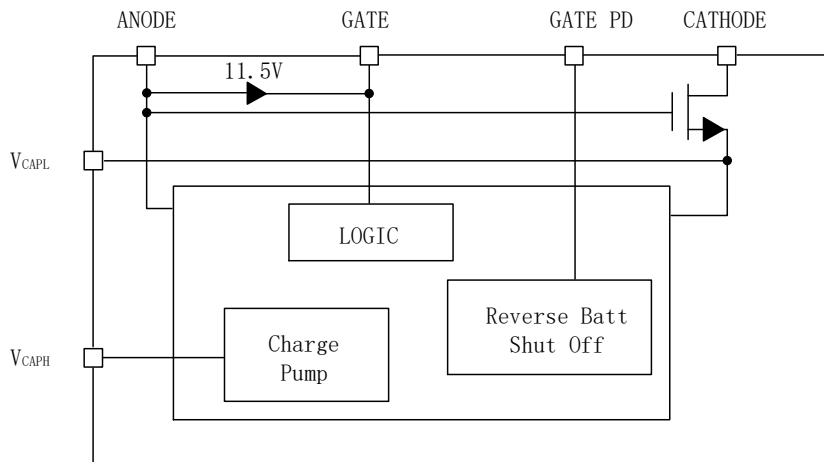 ANODE
GATE
GATE PD
CATHODE
11.5V
VCAPL
LOGIC
Reverse Batt
Shut Off
Charge
Pump
VCAPH